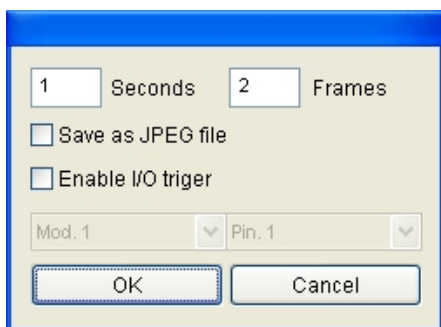 1 Seconds 2 Frames
Save as JPEG file
Enable I/O triger
Mod. 1 Pin. 1
OK Cancel